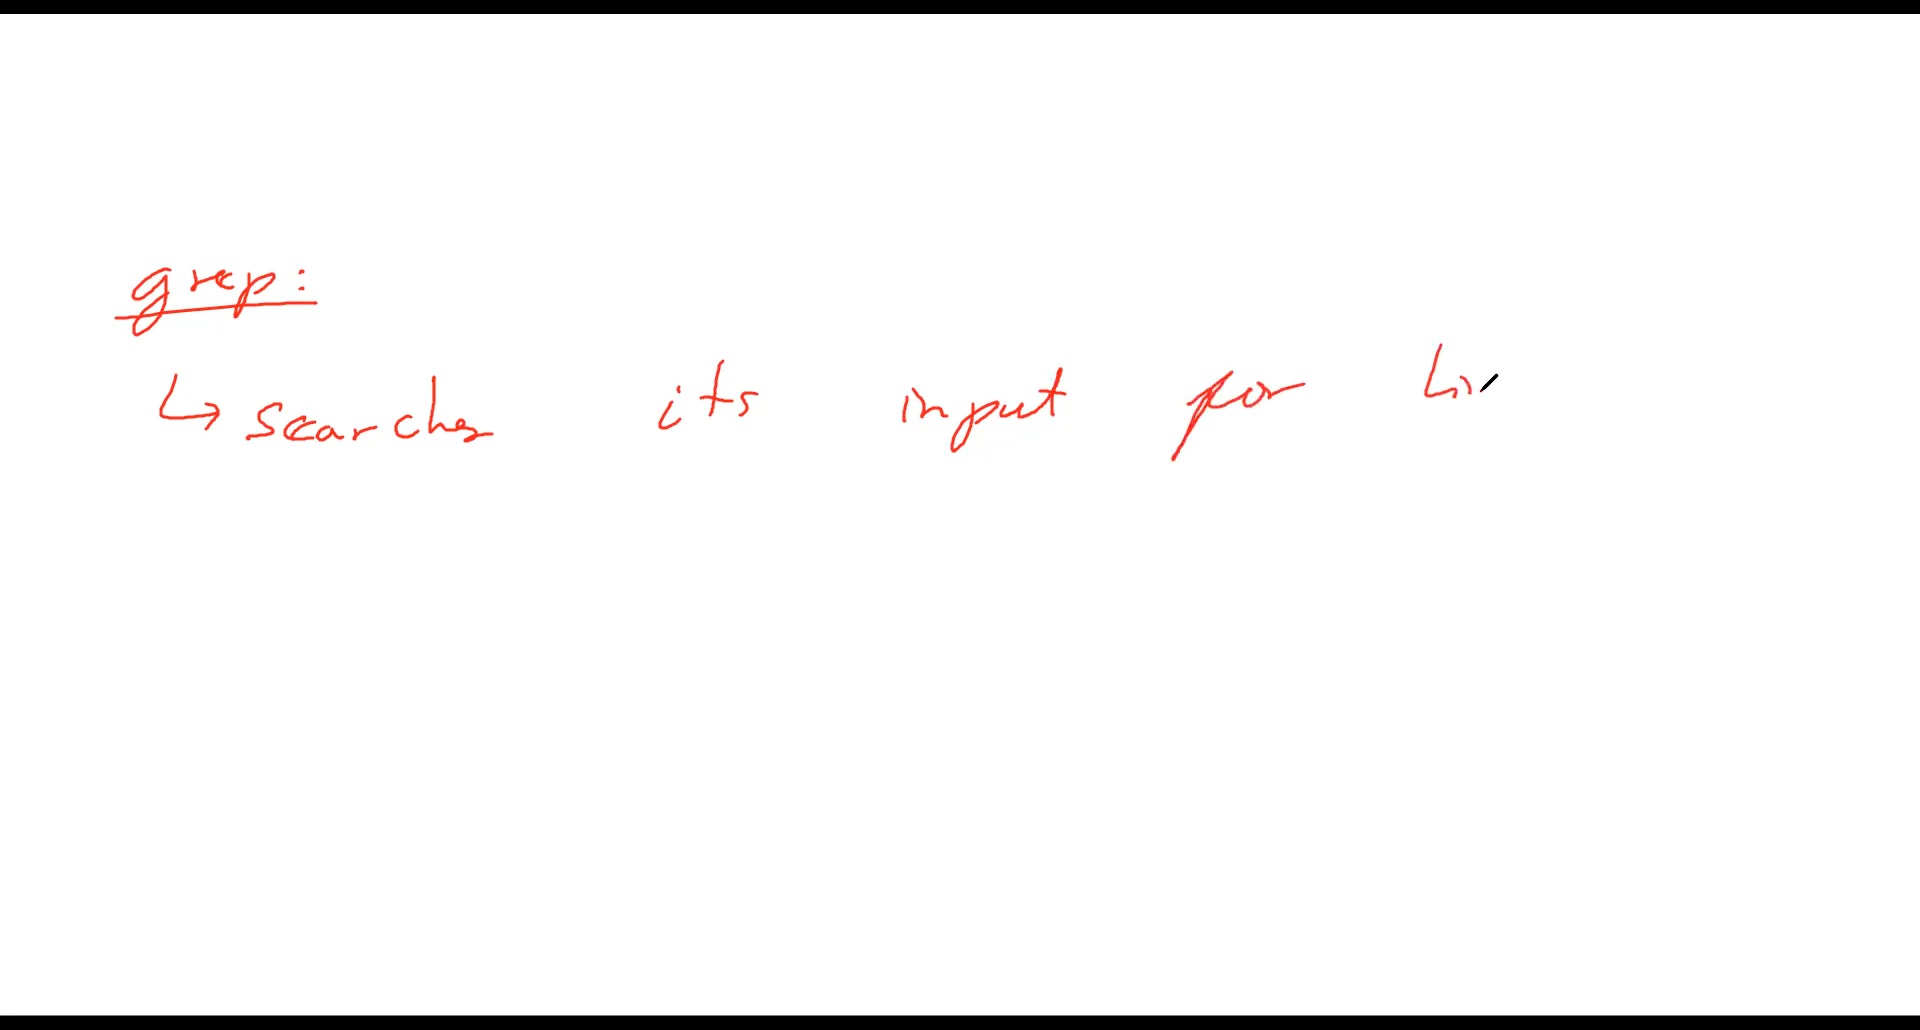 grep:
↳ searches its input for